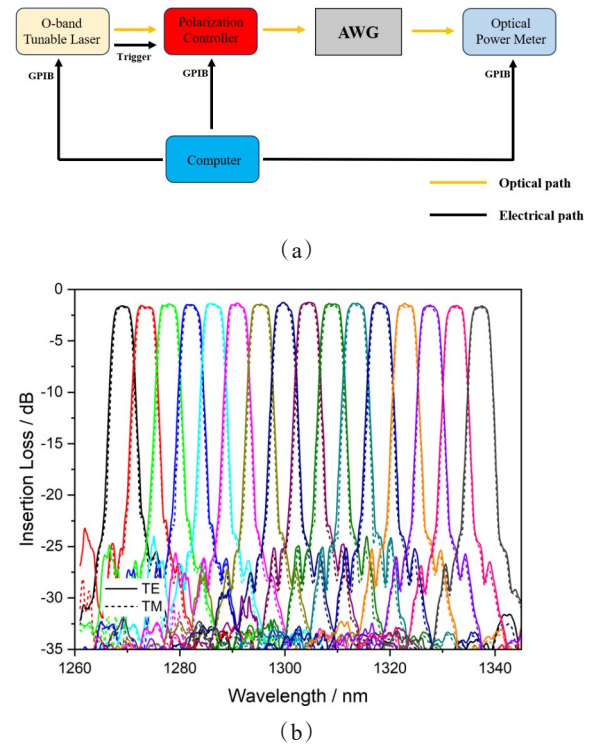 O-band
Tunable Laser
Trigger
Polarization
Controller
AWG
Optical
Power Meter
GPIB
GPIB
GPIB
Computer
Optical path
Electrical path
(a)
0
-5
-10
-15
-20
-25
-30
-35
Insertion Loss / dB
TE
TM
1260
1280
1300
1320
1340
Wavelength / nm
(b)